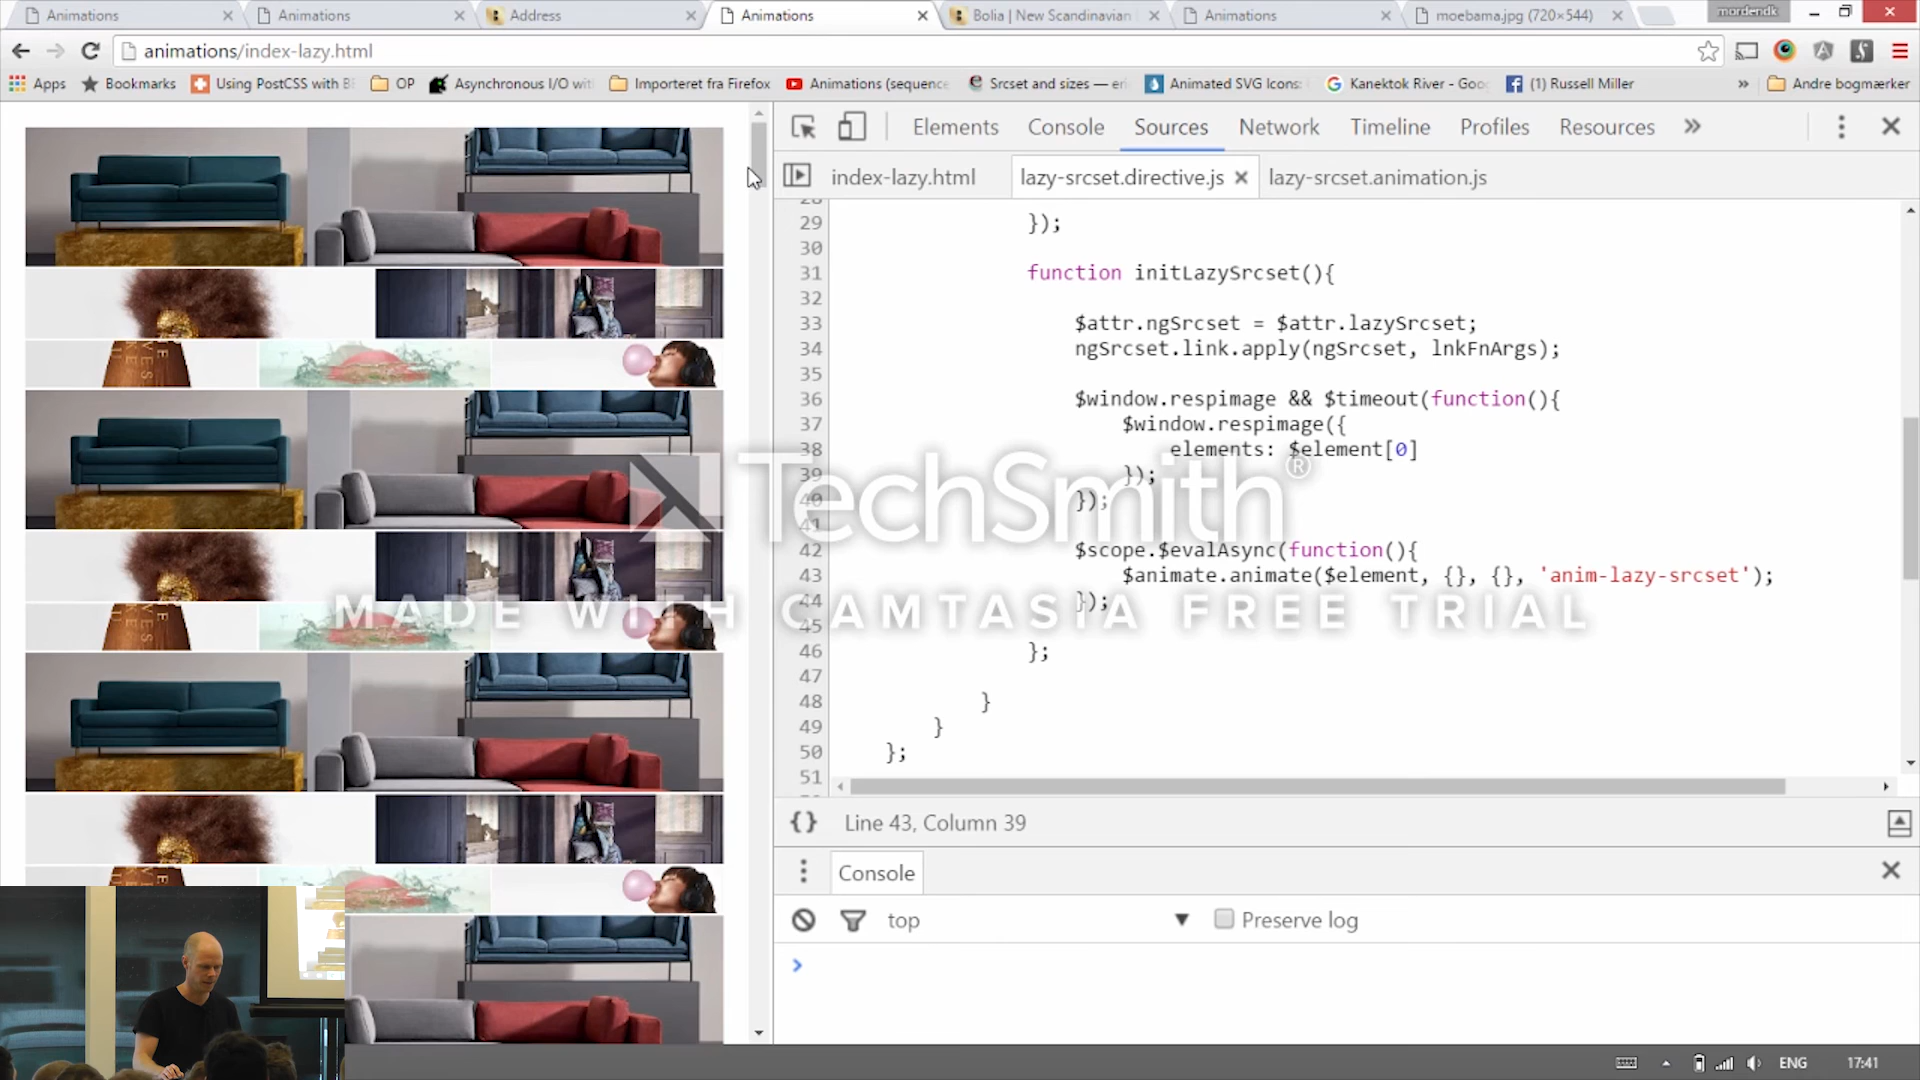 Animations
Animations
Address
Animations
Bolia | New Scandinavian
Animations
moebama.jpg (720×544)
mordendk
animations/index-lazy.html
Apps
Bookmarks
Using PostCSS with B
OP
Asynchronous I/O wit
Importeret fra Firefox
Animations (sequence
Srcset and sizes — eri
Animated SVG Icons:
Kanektok River - Goo
(1) Russell Miller
»
Andre bogmærker
Elements
Console
Sources
Network
Timeline
Profiles
Resources
»
index-lazy.html
lazy-srcset.directive.js
lazy-srcset.animation.js
28
29 });
30
31 function initLazySrcset(){
32
33 $attr.ngSrcset = $attr.lazySrcset;
34 ngSrcset.link.apply(ngSrcset, lnkFnArgs);
35
36 $window.respimage && $timeout(function(){
37 $window.respimage({
38 elements: $element[0]
39 });
40 });
41
42 $scope.$evalAsync(function(){
43 $animate.animate($element, {}, {}, 'anim-lazy-srcset');
44 });
45
46 };
47
48 }
49 }
50 };
51
TechSmith®
MADE WITH CAMTASIA FREE TRIAL
{} Line 43, Column 39
Console
top
Preserve log
ENG
17:41